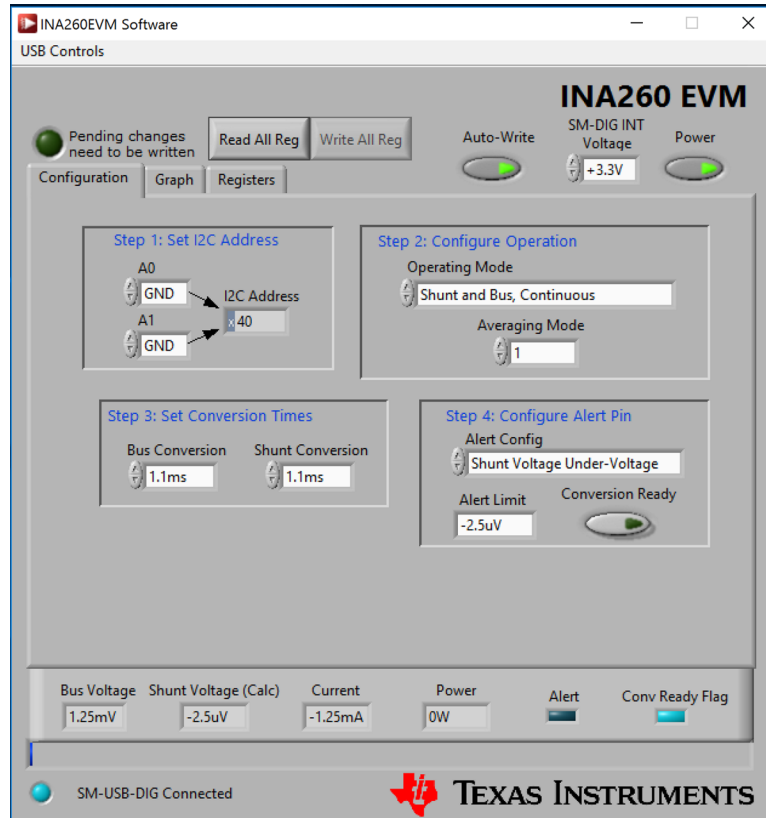 INA260EVM Software
USB Controls
INA260 EVM
Pending changes
need to be written
Read All Reg
Write All Reg
Auto-Write
SM-DIG INT
Voltage
+3.3V
Power
Configuration
Graph
Registers
Step 1: Set I2C Address
A0
GND
A1
GND
I2C Address
x 40
Step 2: Configure Operation
Operating Mode
Shunt and Bus, Continuous
Averaging Mode
1
Step 3: Set Conversion Times
Bus Conversion
1.1ms
Shunt Conversion
1.1ms
Step 4: Configure Alert Pin
Alert Config
Shunt Voltage Under-Voltage
Alert Limit
-2.5uV
Conversion Ready
Bus Voltage
1.25mV
Shunt Voltage (Calc)
-2.5uV
Current
-1.25mA
Power
0W
Alert
Conv Ready Flag
SM-USB-DIG Connected
TEXAS INSTRUMENTS